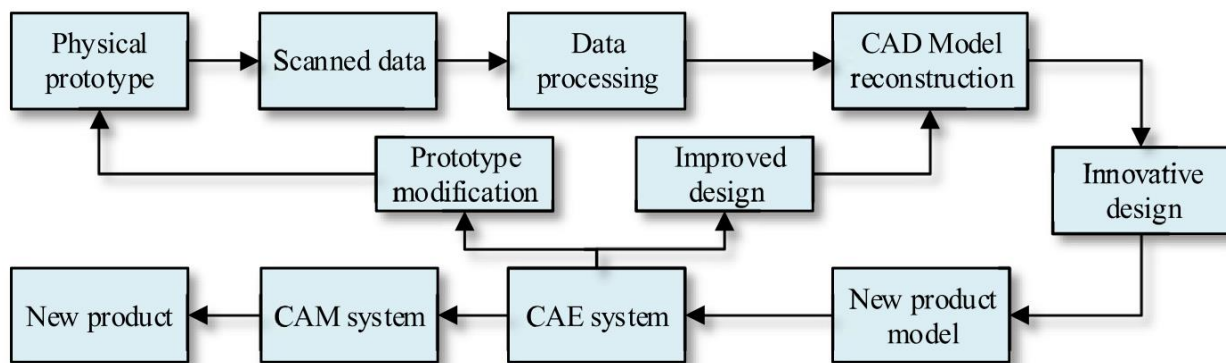 Physical
prototype
Scanned data
Data
processing
CAD Model
reconstruction
Prototype
modification
Improved
design
Innovative
design
New product
CAM system
CAE system
New product
model